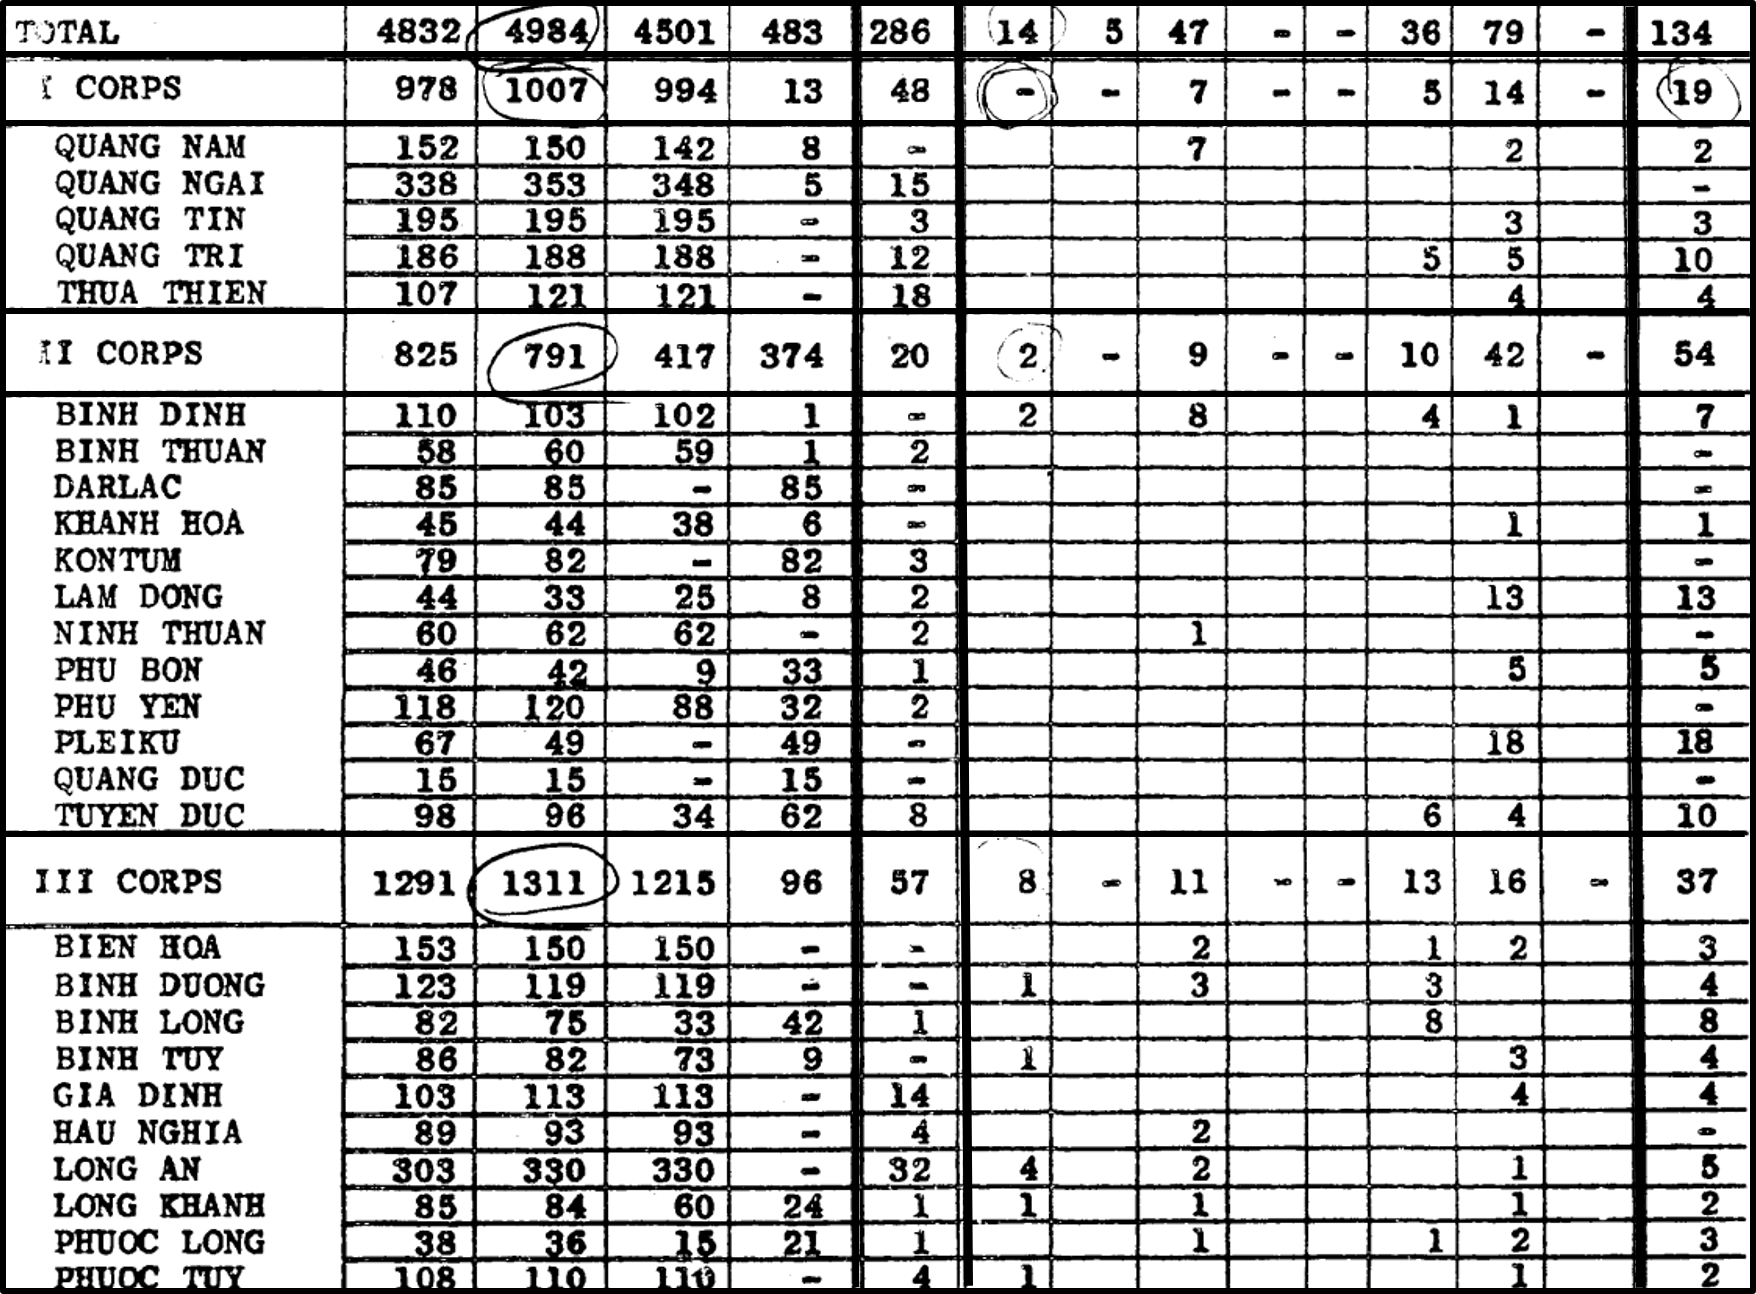 TOTAL 4832 4984 4501 483 286 14 5 47 - - 36 79 - 134
I CORPS 978 1007 994 13 48 - - 7 - - 5 14 - 19
QUANG NAM 152 150 142 8 - 7 2 2
QUANG NGAI 338 353 348 5 15 -
QUANG TIN 195 195 195 - 3 3 3
QUANG TRI 186 188 188 - 12 5 5 10
THUA THIEN 107 121 121 - 18 4 4
II CORPS 825 791 417 374 20 2 - 9 - - 10 42 - 54
BINH DINH 110 103 102 1 - 2 8 4 1 7
BINH THUAN 58 60 59 1 2 -
DARLAC 85 85 - 85 - -
KHANH HOA 45 44 38 6 - 1 1
KONTUM 79 82 - 82 3 -
LAM DONG 44 33 25 8 2 13 13
NINH THUAN 60 62 62 - 2 1 -
PHU BON 46 42 9 33 1 5 5
PHU YEN 118 120 88 32 2 -
PLEIKU 67 49 - 49 - 18 18
QUANG DUC 15 15 - 15 - -
TUYEN DUC 98 96 34 62 8 6 4 10
III CORPS 1291 1311 1215 96 57 8 - 11 - - 13 16 - 37
BIEN HOA 153 150 150 - - 2 1 2 3
BINH DUONG 123 119 119 - - 1 3 3 4
BINH LONG 82 75 33 42 1 8 8
BINH TUY 86 82 73 9 - 1 3 4
GIA DINH 103 113 113 - 14 4 4
HAU NGHIA 89 93 93 - 4 2 -
LONG AN 303 330 330 - 32 4 2 1 5
LONG KHANH 85 84 60 24 1 1 1 1 2
PHUOC LONG 38 36 15 21 1 1 1 2 3
PHUOC TUY 108 110 110 - 4 1 1 2